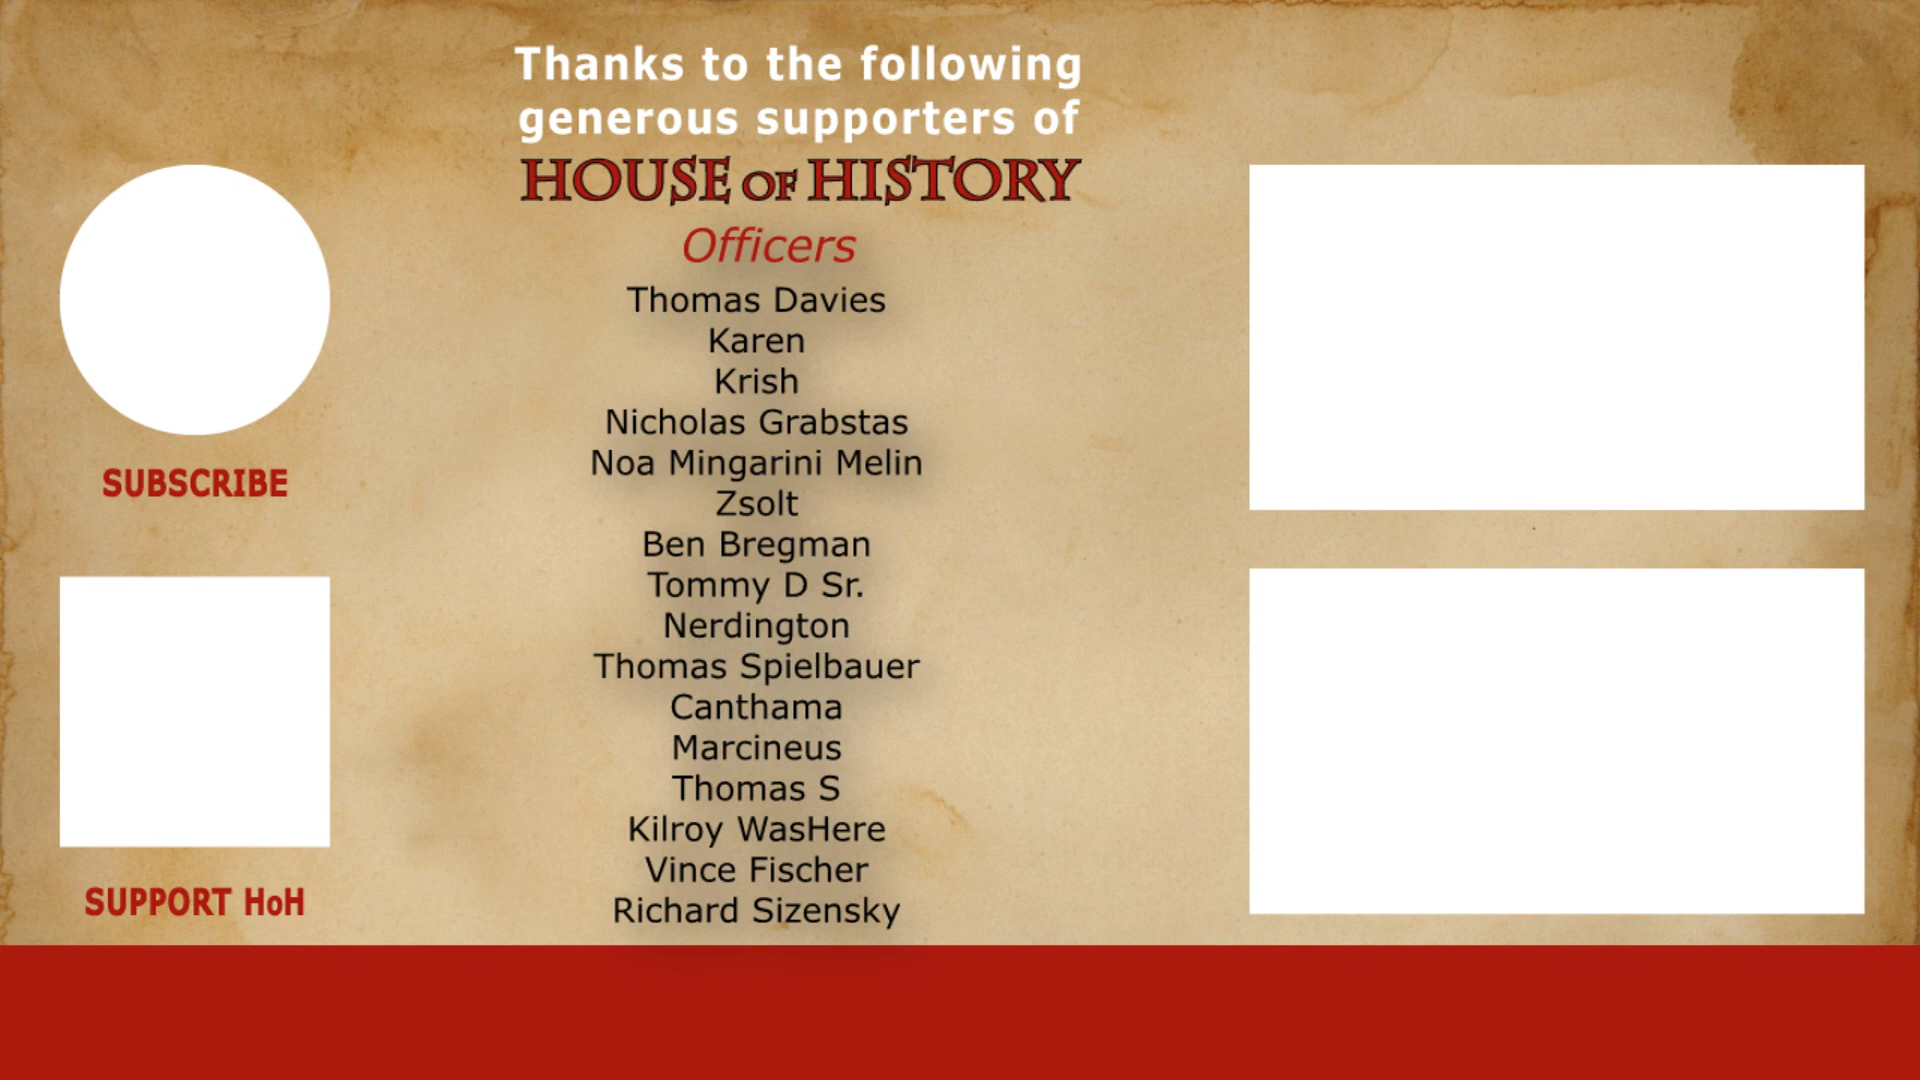 Thanks to the following
generous supporters of
HOUSE OF HISTORY
Officers
Thomas Davies
Karen
Krish
Nicholas Grabstas
Noa Mingarini Melin
Zsolt
Ben Bregman
Tommy D Sr.
Nerdington
Thomas Spielbauer
Canthama
Marcineus
Thomas S
Kilroy WasHere
Vince Fischer
Richard Sizensky
SUBSCRIBE
SUPPORT HoH